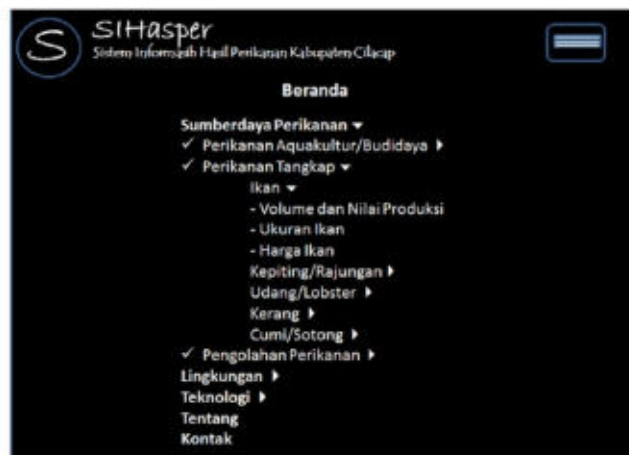 S
SIHasper
Sistem Informasih Hasil Perikanan Kabupaten Cilacap
Beranda
Sumberdaya Perikanan ▾
✓ Perikanan Aquakultur/Budidaya ▸
✓ Perikanan Tangkap ▾
Ikan ▾
- Volume dan Nilai Produksi
- Ukuran Ikan
- Harga Ikan
Kepiting/Rajungan ▸
Udang/Lobster ▸
Kerang ▸
Cumi/Sotong ▸
✓ Pengolahan Perikanan ▸
Lingkungan ▸
Teknologi ▸
Tentang
Kontak